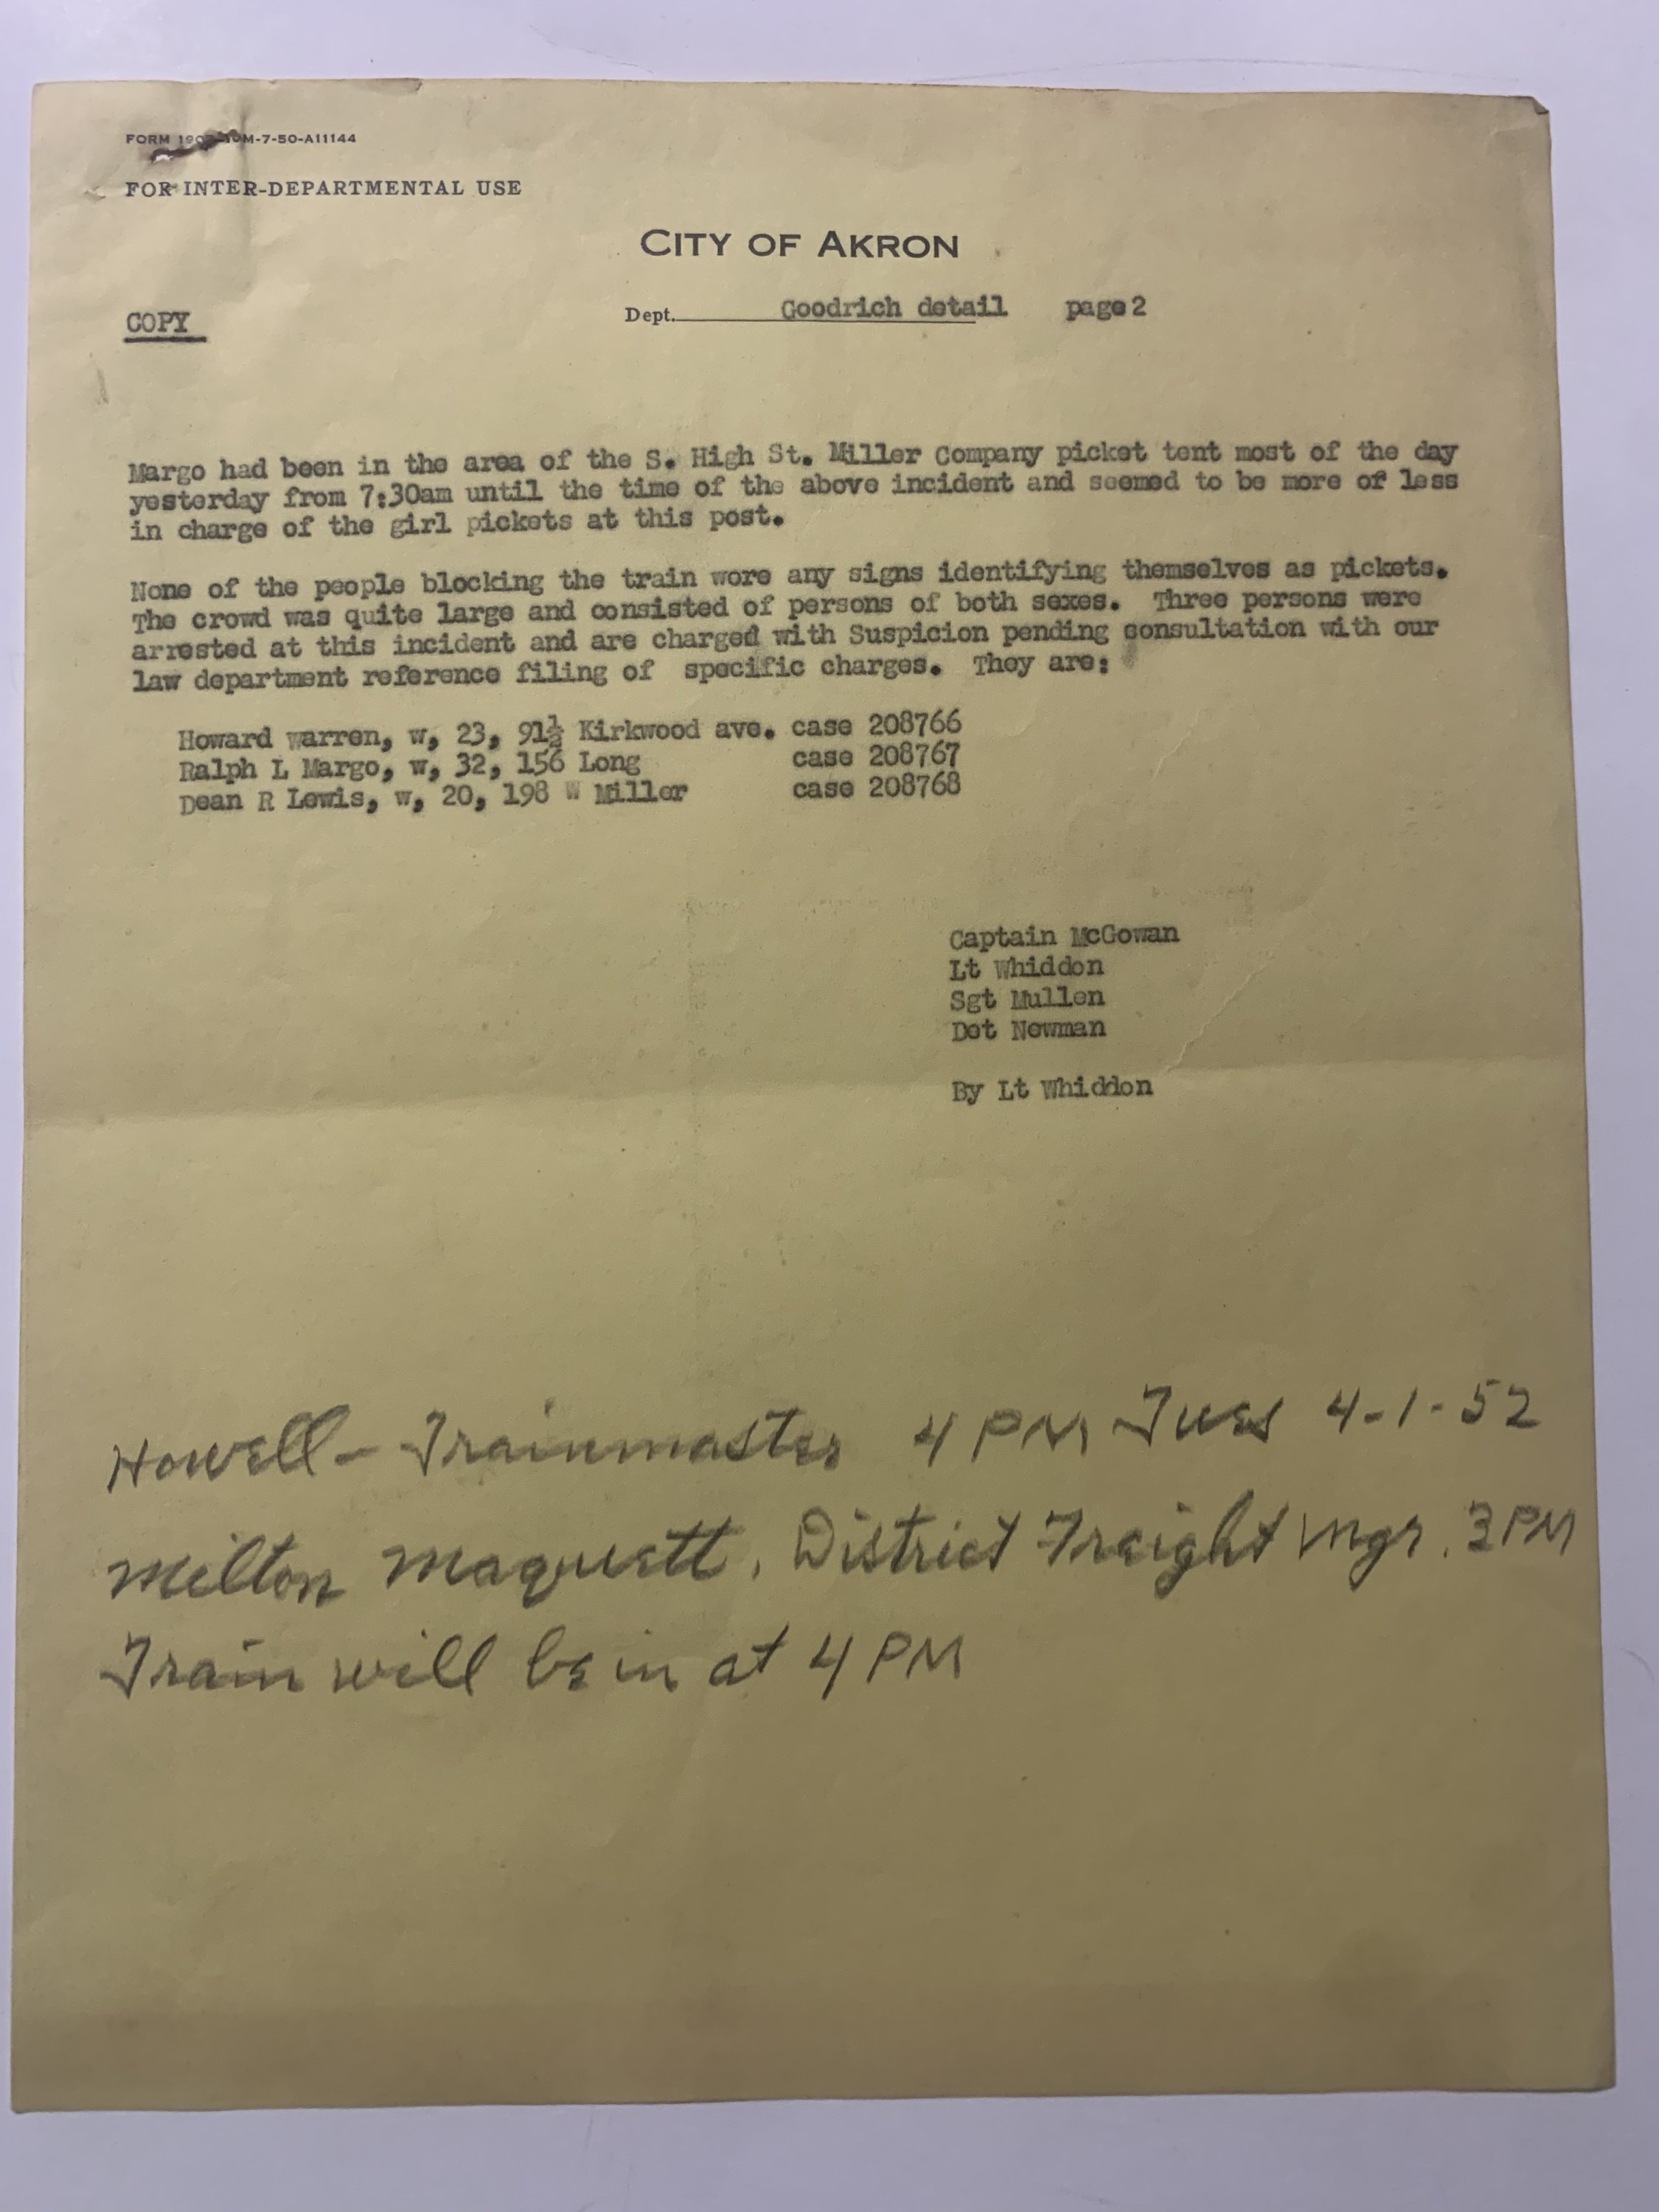 FORM 190 M-7-50-A11144
FOR INTER-DEPARTMENTAL USE
CITY OF AKRON
COPY
Dept. Goodrich detail page 2
Margo had been in the area of the S. High St. Miller Company picket tent most of the day
yesterday from 7:30am until the time of the above incident and seemed to be more of less
in charge of the girl pickets at this post.
None of the people blocking the train wore any signs identifying themselves as pickets.
The crowd was quite large and consisted of persons of both sexes. Three persons were
arrested at this incident and are charged with Suspicion pending consultation with our
law department reference filing of specific charges. They are:
Howard Warren, w, 23, 91½ Kirkwood ave. case 208766
Ralph L Margo, w, 32, 156 Long case 208767
Dean R Lewis, w, 20, 198 W Miller case 208768
Captain McGowan
Lt Whiddon
Sgt Mullen
Det Newman
By Lt Whiddon
Howell - Trainmaster 4 PM Tues 4-1-52
Milton Maquett, District Freight Mgr. 3 PM
Train will be in at 4 PM